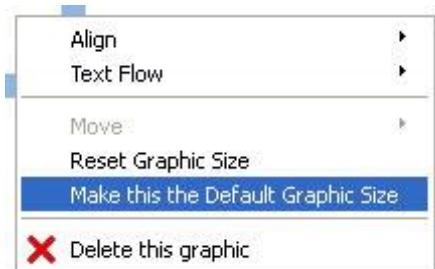 Align
Text Flow
Move
Reset Graphic Size
Make this the Default Graphic Size
Delete this graphic